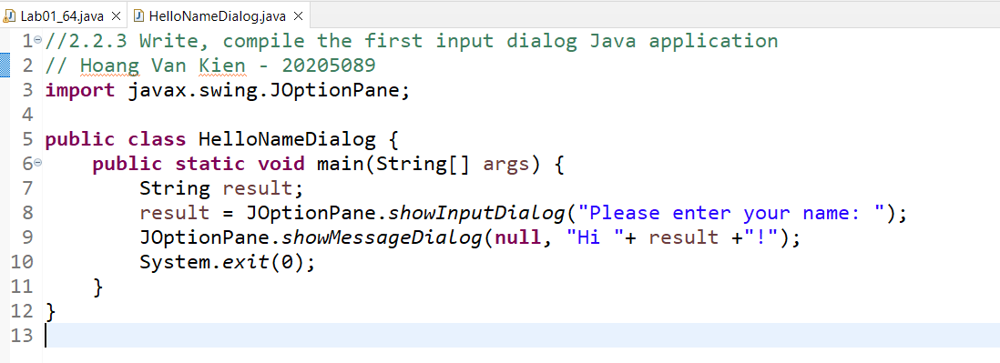 Lab01_64.java HelloNameDialog.java
1 //2.2.3 Write, compile the first input dialog Java application
2 // Hoang Van Kien - 20205089
3 import javax.swing.JOptionPane;
4
5 public class HelloNameDialog {
6     public static void main(String[] args) {
7         String result;
8         result = JOptionPane.showInputDialog("Please enter your name: ");
9         JOptionPane.showMessageDialog(null, "Hi "+ result +"!");
10         System.exit(0);
11     }
12 }
13